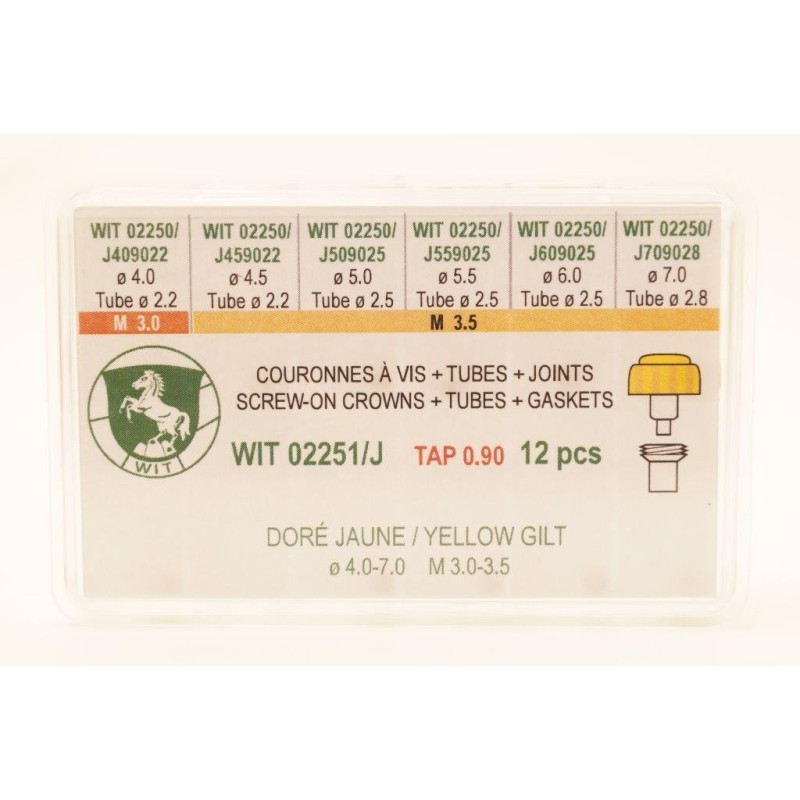 WIT 02250/ WIT 02250/ WIT 02250/ WIT 02250/ WIT 02250/ WIT 02250/
J409022 J459022 J509025 J559025 J609025 J709028
ø 4.0 ø 4.5 ø 5.0 ø 5.5 ø 6.0 ø 7.0
Tube ø 2.2 Tube ø 2.2 Tube ø 2.5 Tube ø 2.5 Tube ø 2.5 Tube ø 2.8
M 3.0 M 3.5
COURONNES À VIS + TUBES + JOINTS
SCREW-ON CROWNS + TUBES + GASKETS
WIT
WIT 02251/J TAP 0.90 12 pcs
DORÉ JAUNE / YELLOW GILT
ø 4.0-7.0 M 3.0-3.5